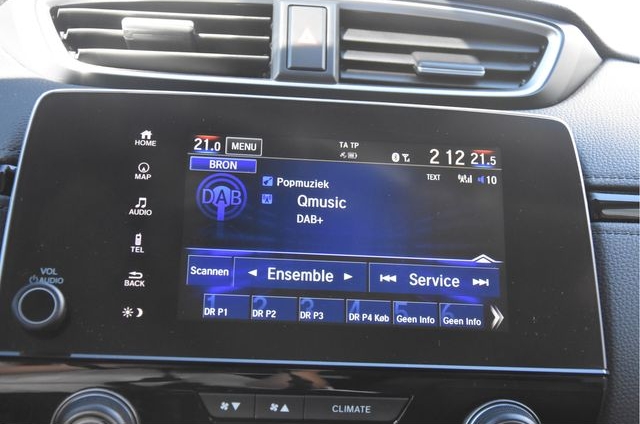 HOME
MAP
AUDIO
TEL
BACK
VOL
AUDIO
21.0 MENU TA TP 2 12 21.5
BRON
TEXT 10
DAB
Popmuziek
Qmusic
DAB+
Scannen Ensemble Service
1 DR P1
2 DR P2
3 DR P3
4 DR P4 Køb
5 Geen Info
6 Geen Info
CLIMATE